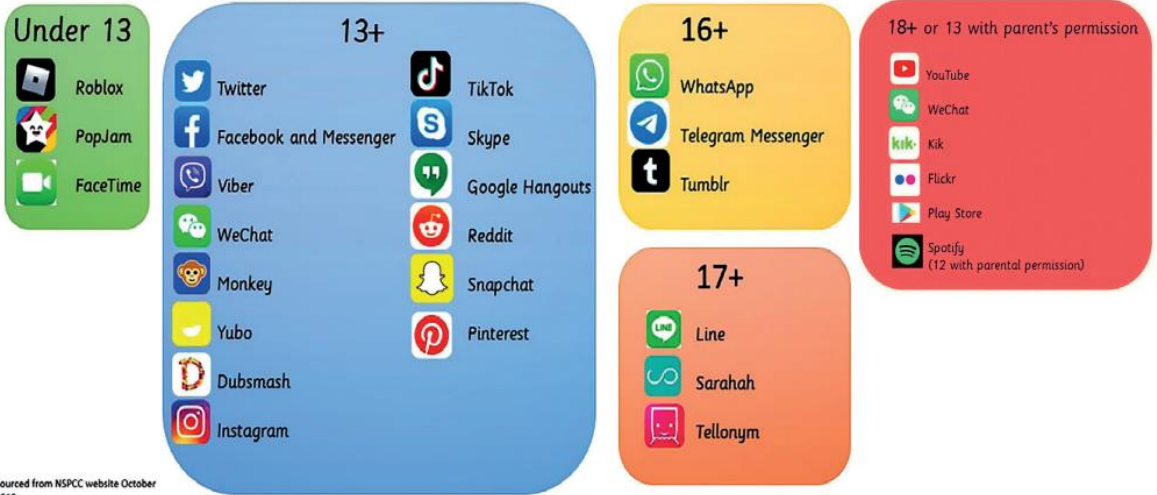 Under 13
Roblox
PopJam
FaceTime
13+
Twitter
Facebook and Messenger
Viber
WeChat
Monkey
Yubo
Dubsmash
Instagram
TikTok
Skype
Google Hangouts
Reddit
Snapchat
Pinterest
16+
WhatsApp
Telegram Messenger
Tumblr
17+
LINE
Line
Sarahah
Tellonym
18+ or 13 with parent's permission
YouTube
WeChat
kik·
Kik
Flickr
Play Store
Spotify
(12 with parental permission)
ourced from NSPCC website October